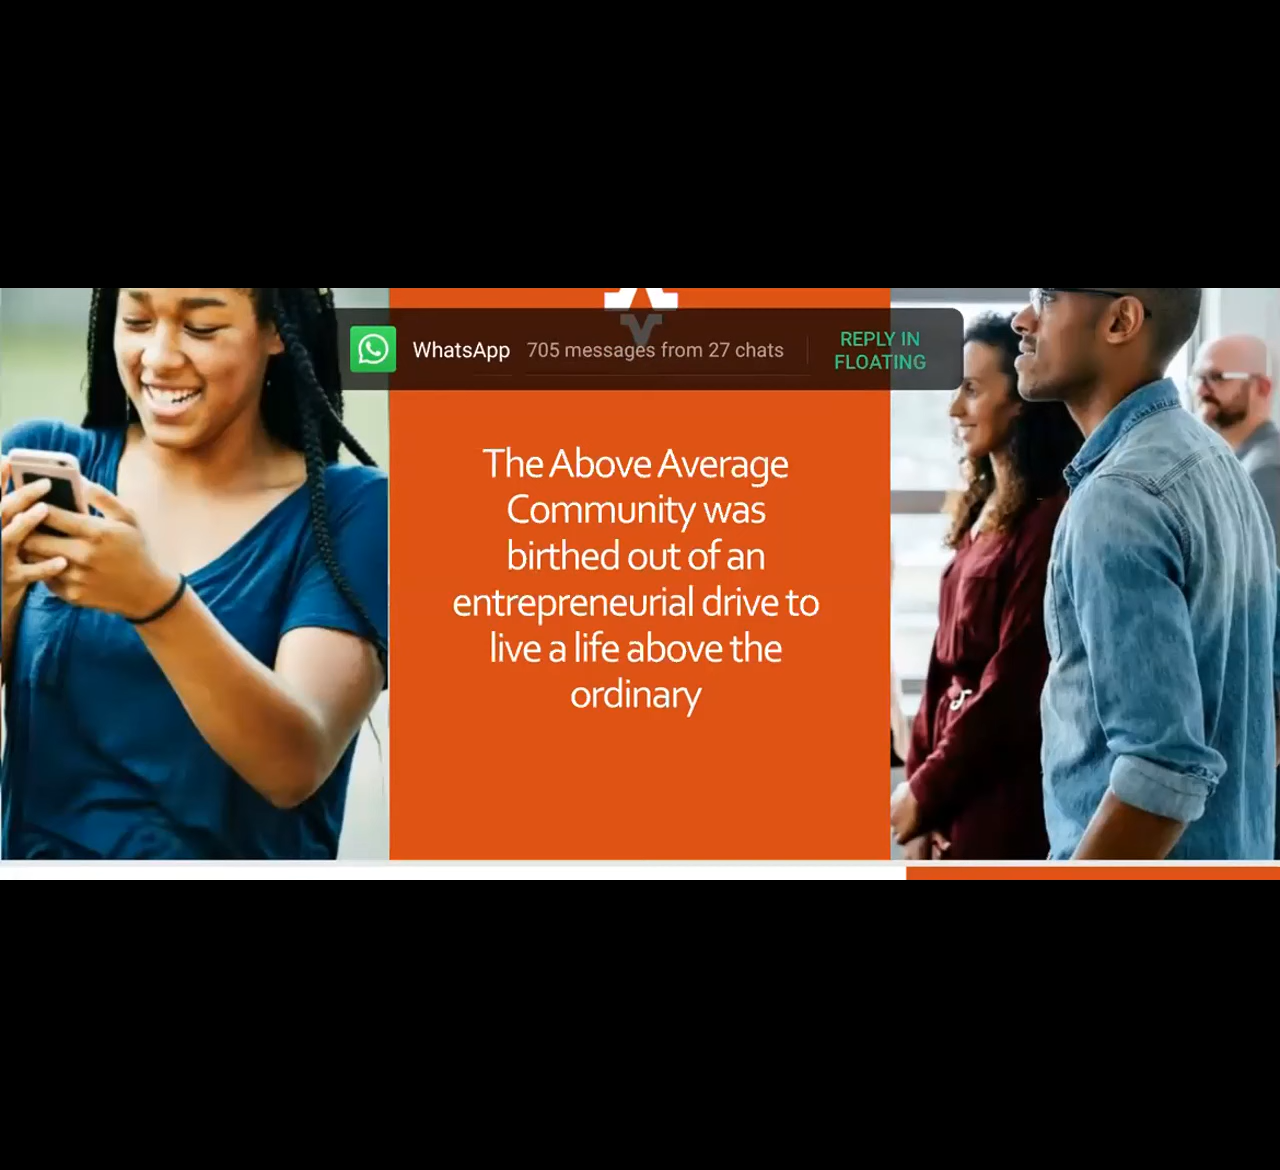 WhatsApp 705 messages from 27 chats REPLY IN
FLOATING
The Above Average
Community was
birthed out of an
entrepreneurial drive to
live a life above the
ordinary